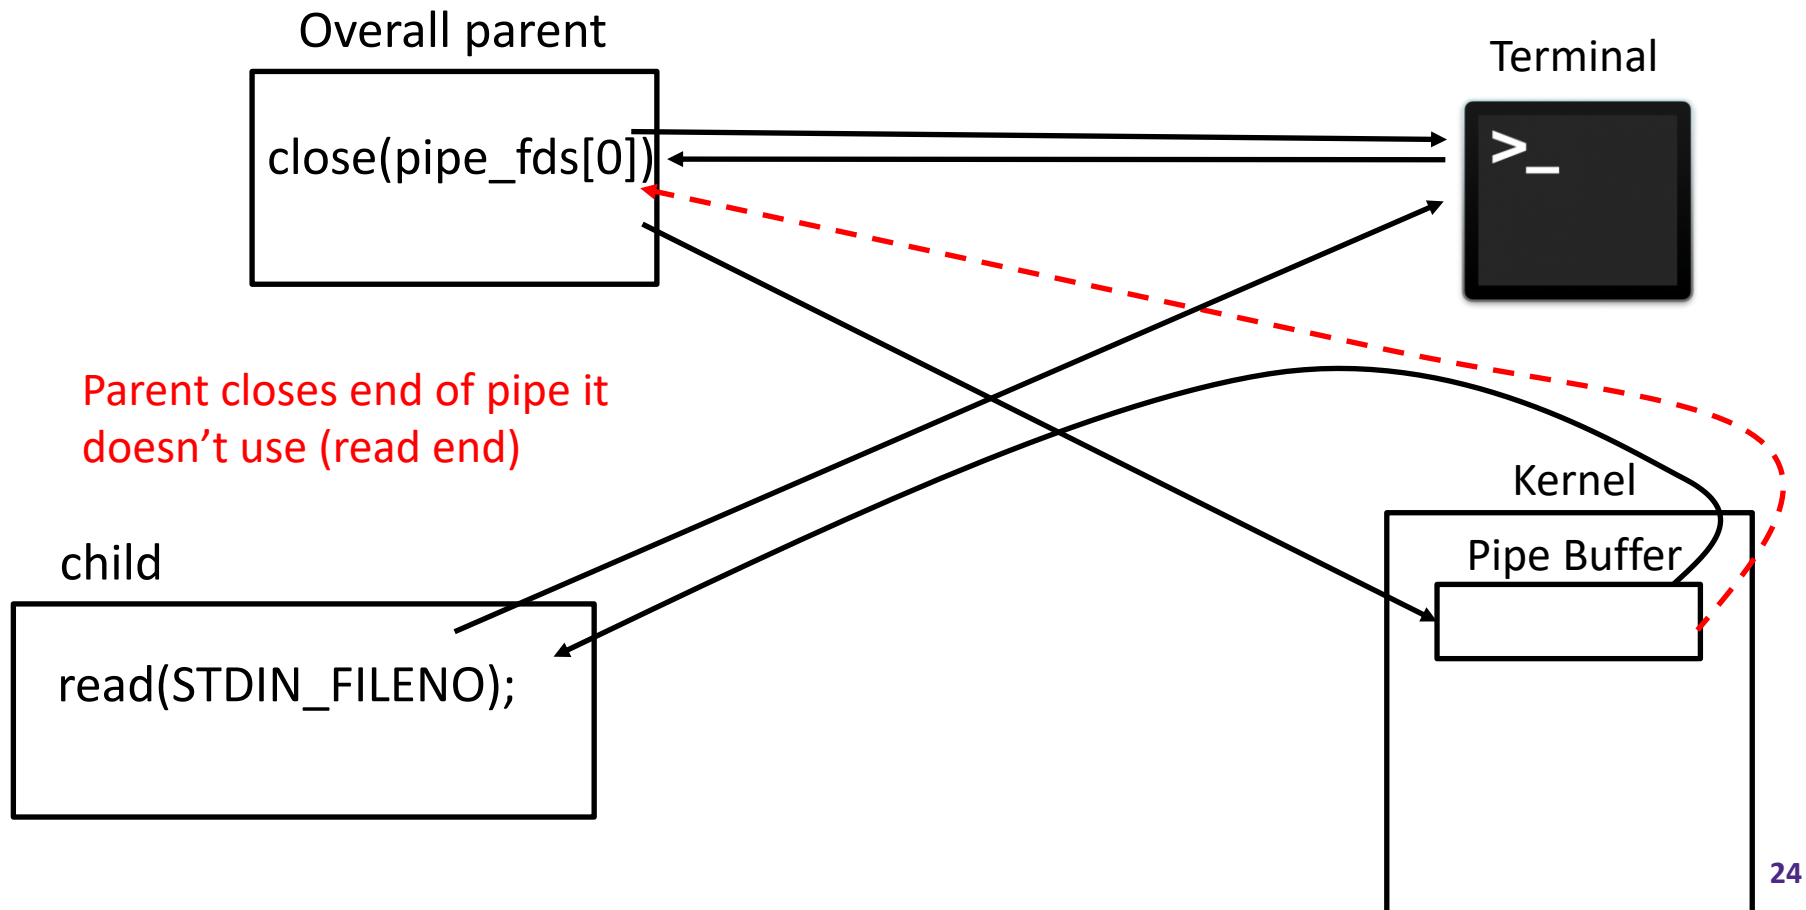 Overall parent
Terminal
close(pipe_fds[0])
>_
Parent closes end of pipe it
doesn’t use (read end)
Kernel
Pipe Buffer
child
read(STDIN_FILENO);
24